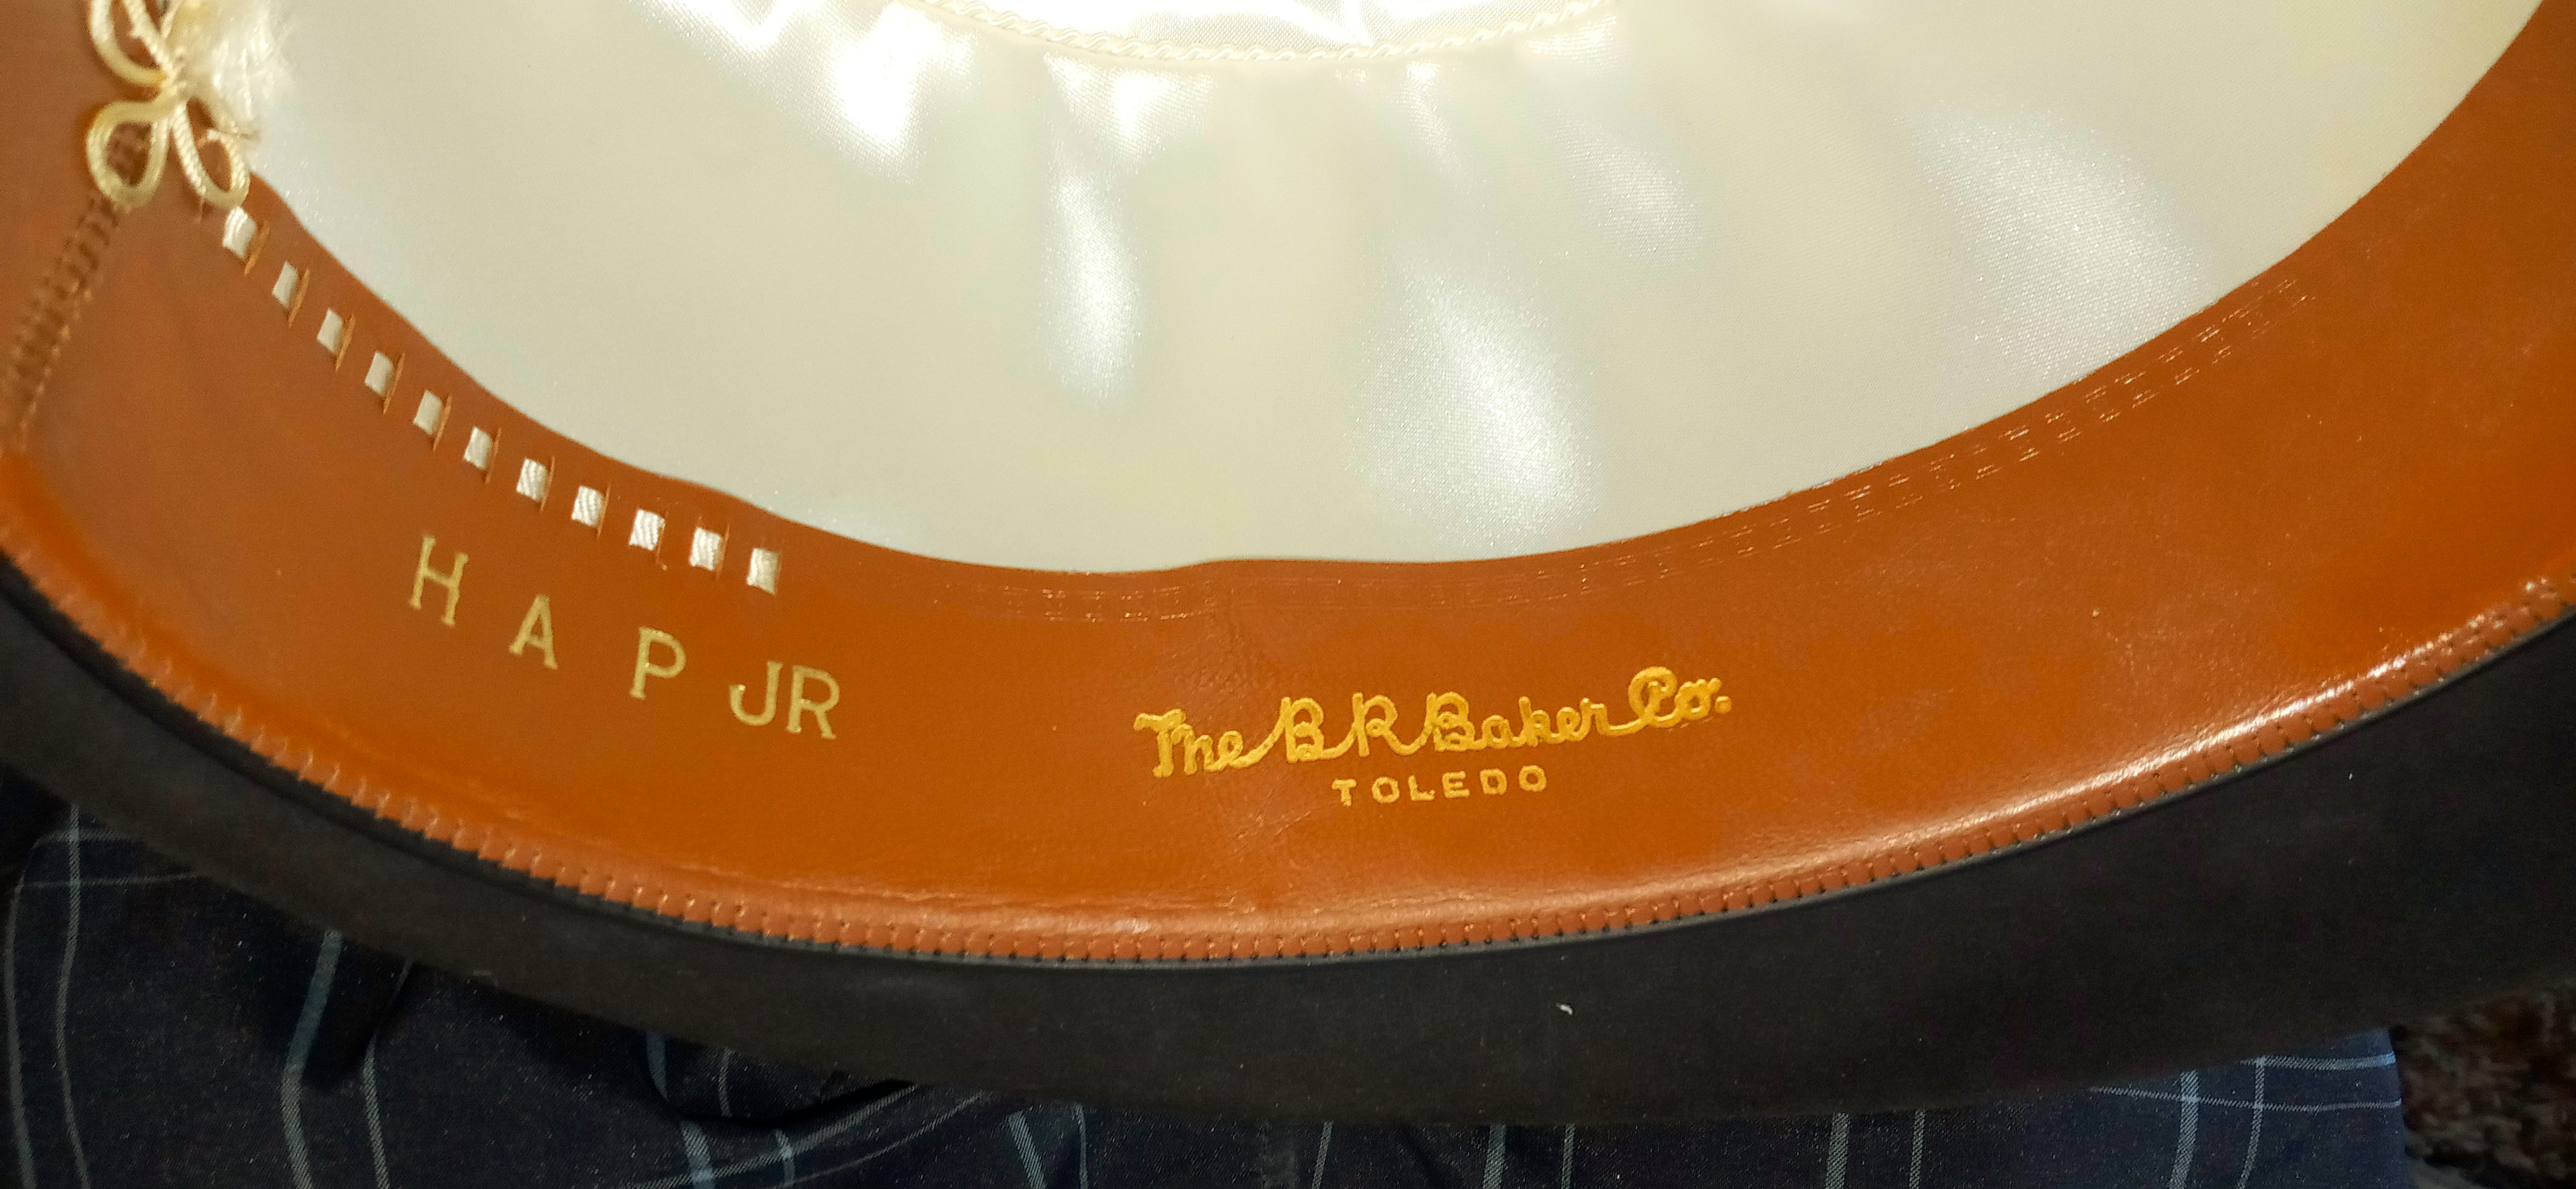 H A P JR
The B R Baker Co.
TOLEDO